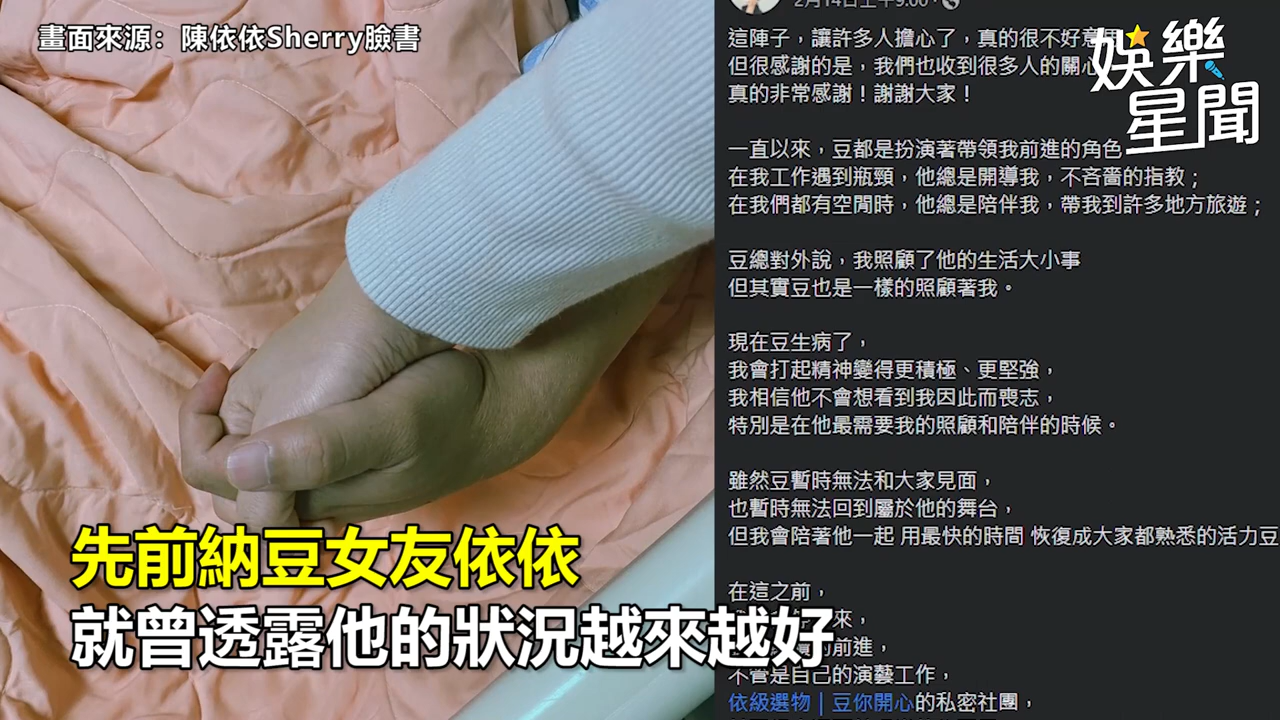 畫面來源：陳依依Sherry臉書
娛樂
星聞
這陣子，讓許多人擔心了，真的很不好意思
但很感謝的是，我們也收到很多人的關心
真的非常感謝！謝謝大家！
一直以來，豆都是扮演著帶領我前進的角色
在我工作遇到瓶頸，他總是開導我，不吝嗇的指教；
在我們都有空閒時，他總是陪伴我，帶我到許多地方旅遊；
豆總對外說，我照顧了他的生活大小事
但其實豆也是一樣的照顧著我。
現在豆生病了，
我會打起精神變得更積極、更堅強，
我相信他不會想看到我因此而喪志，
特別是在他最需要我的照顧和陪伴的時候。
雖然豆暫時無法和大家見面，
也暫時無法回到屬於他的舞台，
但我會陪著他一起 用最快的時間 恢復成大家都熟悉的活力豆
在這之前，
來，
的前進，
不管是自己的演藝工作，
依級選物｜豆你開心的私密社團，
先前納豆女友依依
就曾透露他的狀況越來越好